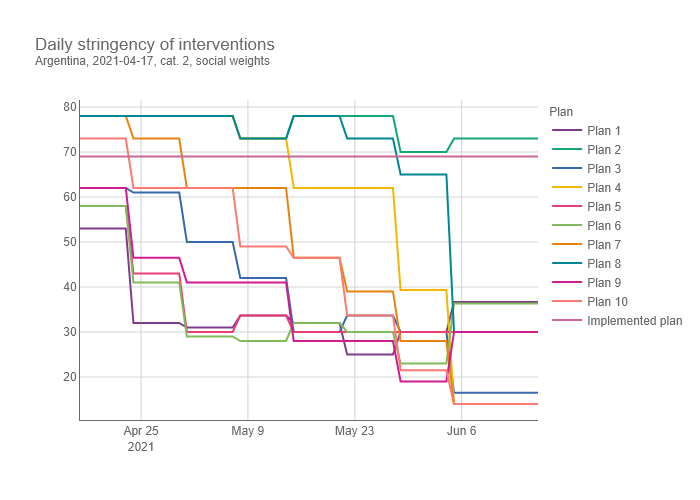 Daily stringency of interventions
Argentina, 2021-04-17, cat. 2, social weights
80
70
60
50
40
30
20
Apr 25
2021
May 9
May 23
Jun 6
Plan
Plan 1
Plan 2
Plan 3
Plan 4
Plan 5
Plan 6
Plan 7
Plan 8
Plan 9
Plan 10
Implemented plan